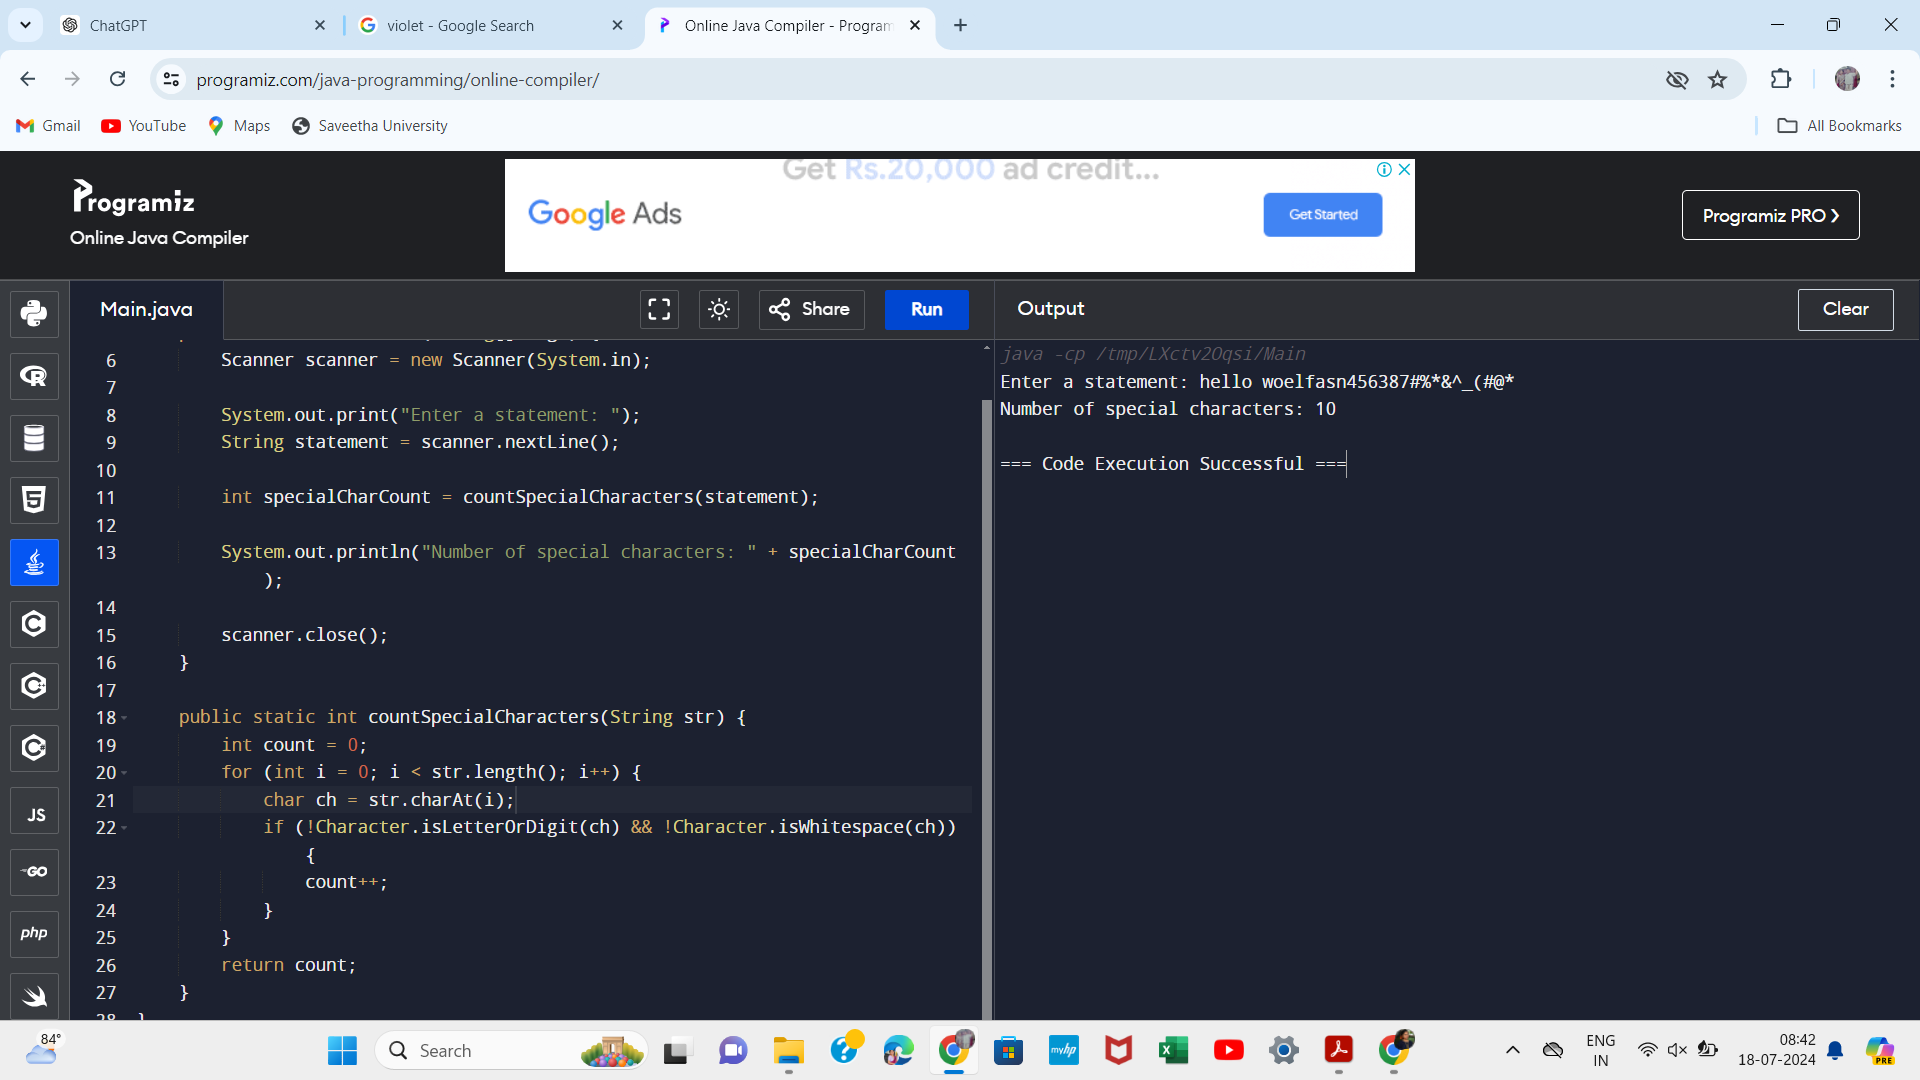 ChatGPT
violet - Google Search
Online Java Compiler - Program
programiz.com/java-programming/online-compiler/
Gmail
YouTube
Maps
Saveetha University
All Bookmarks
Programiz
Online Java Compiler
Get Rs.20,000 ad credit...
Google Ads
Get Started
Programiz PRO
Main.java
Share
Run
Output
Clear
6 Scanner scanner = new Scanner(System.in);
7
8 System.out.print("Enter a statement: ");
9 String statement = scanner.nextLine();
10
11 int specialCharCount = countSpecialCharacters(statement);
12
13 System.out.println("Number of special characters: " + specialCharCount
);
14
15 scanner.close();
16 }
17
18 public static int countSpecialCharacters(String str) {
19 int count = 0;
20 for (int i = 0; i < str.length(); i++) {
21 char ch = str.charAt(i);
22 if (!Character.isLetterOrDigit(ch) && !Character.isWhitespace(ch))
{
23 count++;
24 }
25 }
26 return count;
27 }
28 }
java -cp /tmp/LXctv2Oqsi/Main
Enter a statement: hello woelfasn456387#%*&^_(#@*
Number of special characters: 10
=== Code Execution Successful ===
R
5
C
C
C
JS
GO
php
84°
Search
myhp
ENG
IN
08:42
18-07-2024
PRE